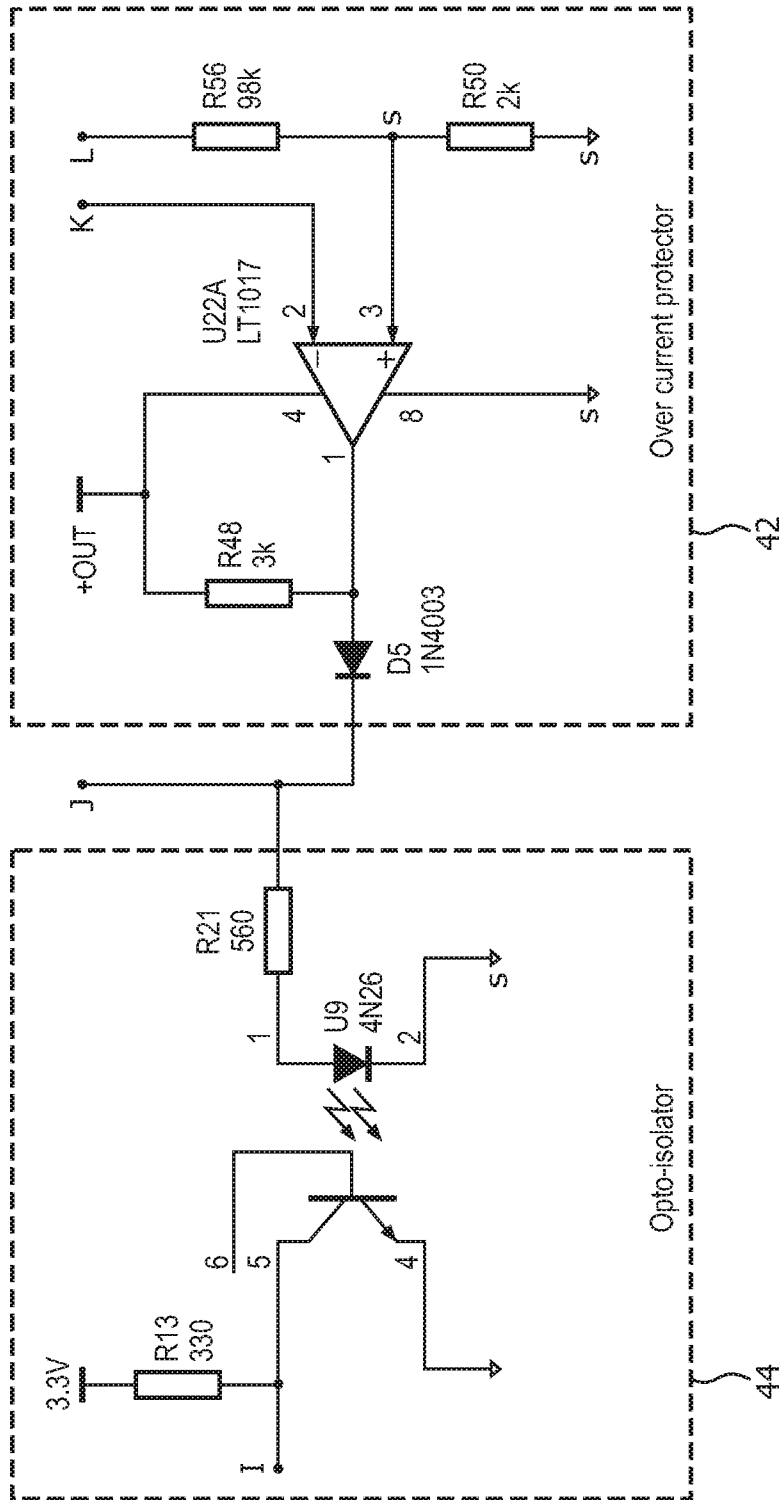 3.3V
R13
330
I
6
5
4
U9
4N26
1
2
R21
560
S
Opto-isolator
44
J
+OUT
R48
3k
D5
1N4003
1
4
8
U22A
LT1017
2
3
−
+
K
L
R56
98k
S
R50
2k
S
S
Over current protector
42